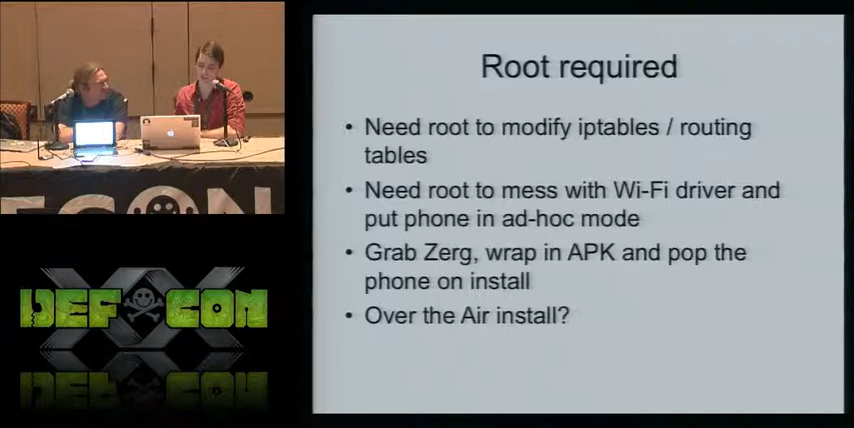 Root required
• Need root to modify iptables / routing
tables
• Need root to mess with Wi-Fi driver and
put phone in ad-hoc mode
• Grab Zerg, wrap in APK and pop the
phone on install
• Over the Air install?
DEF CON
XX